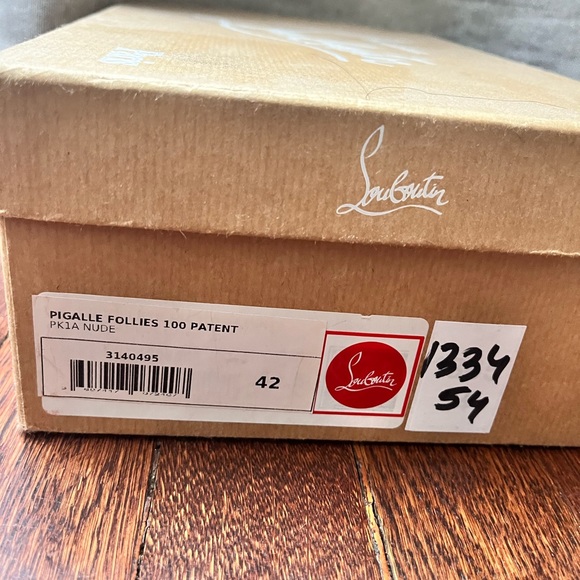 Louboutin
PIGALLE FOLLIES 100 PATENT
PK1A NUDE
3140495
42
Louboutin
1334
54